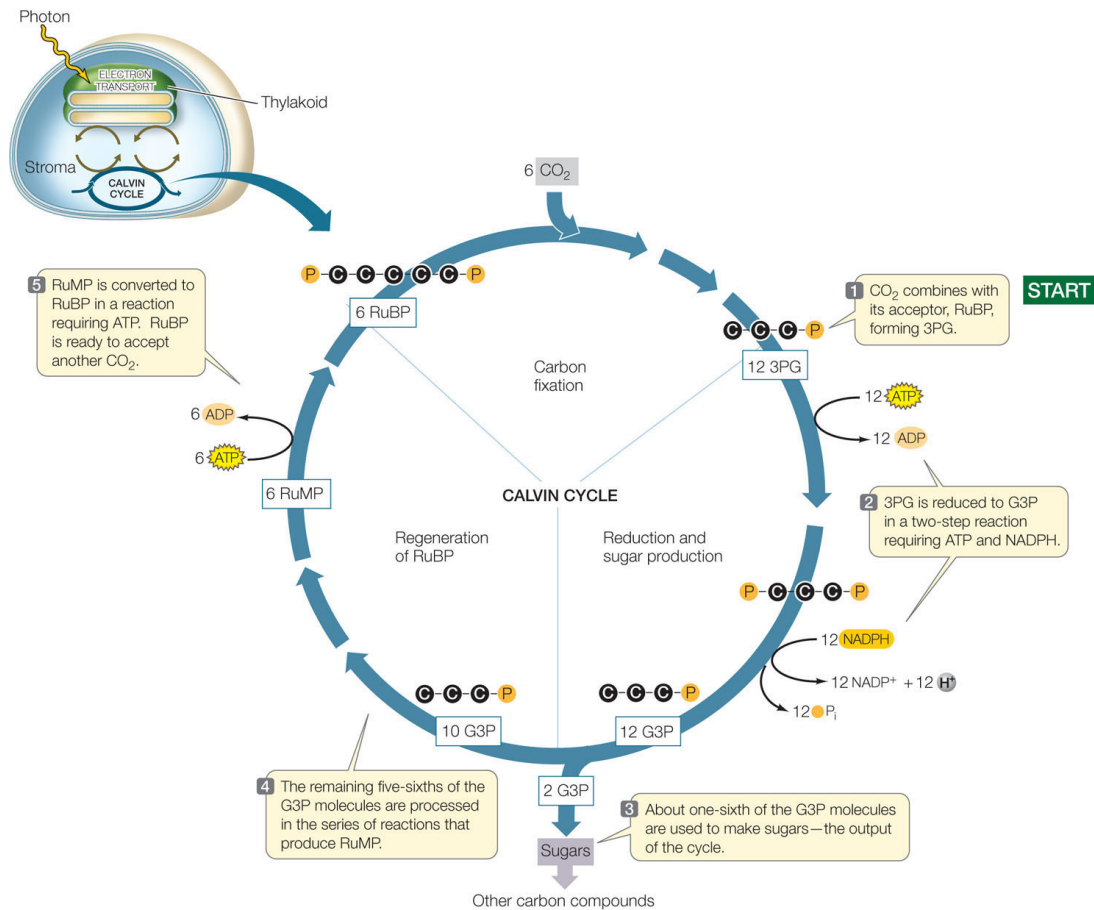 Photon
ELECTRON
TRANSPORT
Thylakoid
Stroma
CALVIN
CYCLE
6 CO₂
P-C-C-C-C-C-P
6 RuBP
5 RuMP is converted to
RuBP in a reaction
requiring ATP. RuBP
is ready to accept
another CO₂.
1 CO₂ combines with
its acceptor, RuBP,
forming 3PG.
START
C-C-C-P
12 3PG
Carbon
fixation
12 ATP
12 ADP
6 ADP
6 ATP
6 RuMP
CALVIN CYCLE
2 3PG is reduced to G3P
in a two-step reaction
requiring ATP and NADPH.
Regeneration
of RuBP
Reduction and
sugar production
P-C-C-C-P
12 NADPH
12 NADP⁺ + 12 H⁺
12 Pi
C-C-C-P
10 G3P
C-C-C-P
12 G3P
2 G3P
4 The remaining five-sixths of the
G3P molecules are processed
in the series of reactions that
produce RuMP.
3 About one-sixth of the G3P molecules
are used to make sugars—the output
of the cycle.
Sugars
Other carbon compounds